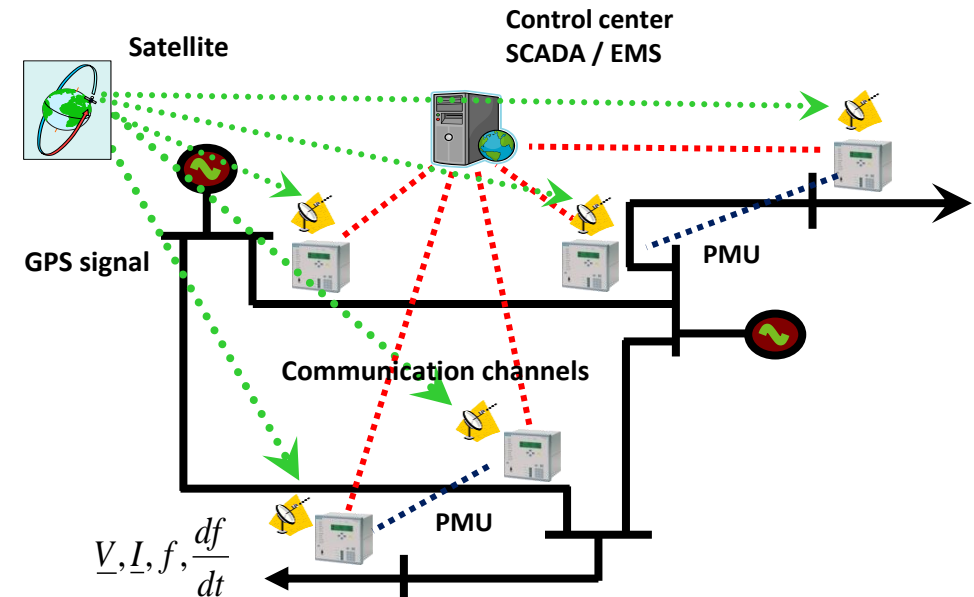 Control center
SCADA / EMS
Satellite
GPS signal
PMU
Communication channels
PMU
V, I, f, df/dt